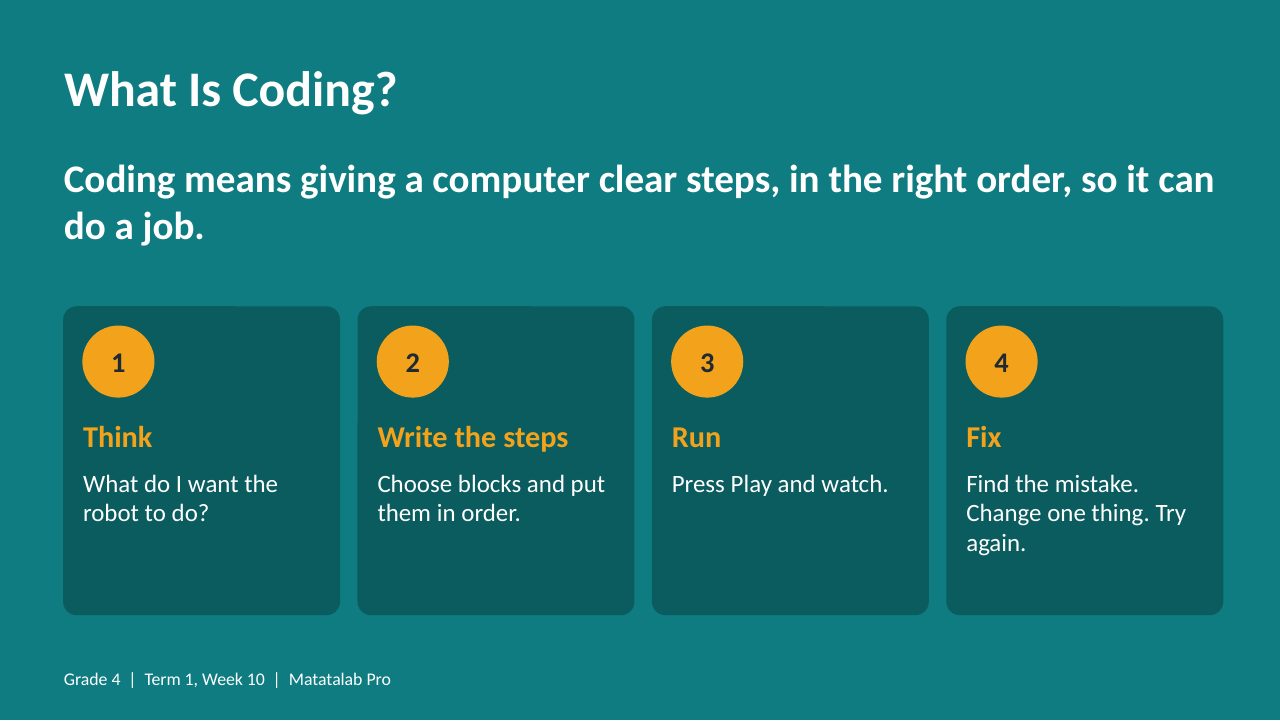 What Is Coding?
Coding means giving a computer clear steps, in the right order, so it can
do a job.
1
Think
What do I want the
robot to do?
2
Write the steps
Choose blocks and put
them in order.
3
Run
Press Play and watch.
4
Fix
Find the mistake.
Change one thing. Try
again.
Grade 4 | Term 1, Week 10 | Matatalab Pro